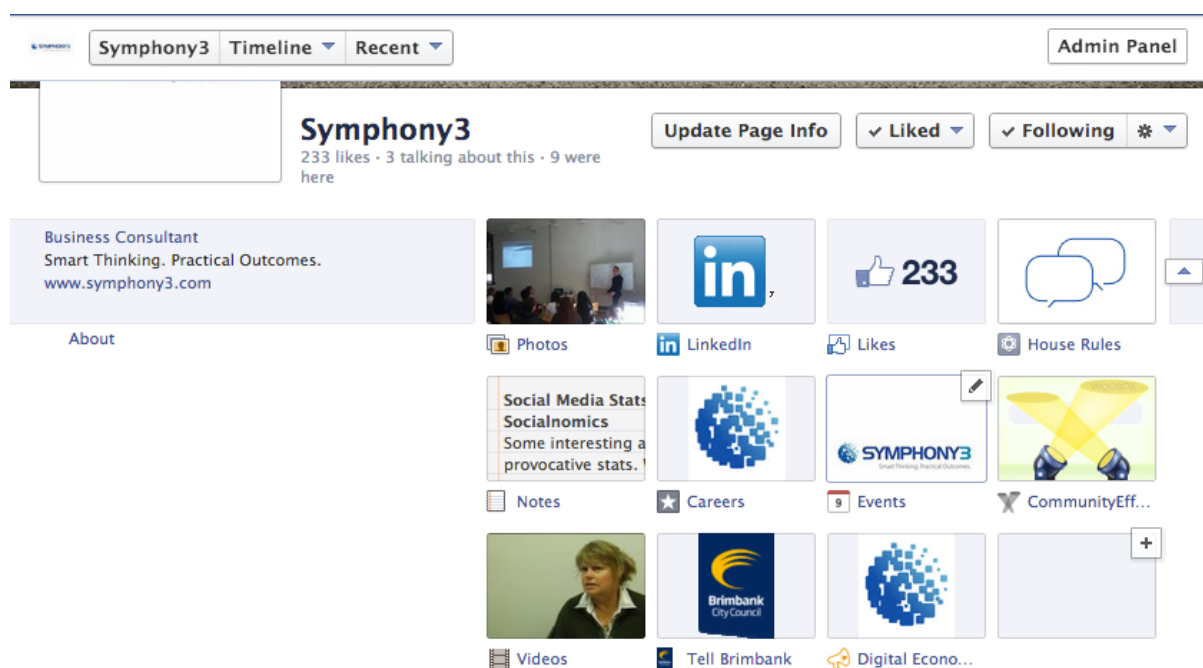 SYMPHONY3
Symphony3 Timeline Recent
Admin Panel
Symphony3
233 likes · 3 talking about this · 9 were
here
Update Page Info
Liked
Following
Business Consultant
Smart Thinking. Practical Outcomes.
www.symphony3.com
About
in
,
233
Photos
in LinkedIn
Likes
House Rules
Social Media Stats
Socialnomics
Some interesting a
provocative stats.
SYMPHONY3
Smart Thinking. Practical Outcomes.
Notes
Careers
9 Events
CommunityEff...
Brimbank
City Council
+
Videos
Tell Brimbank
Digital Econo...